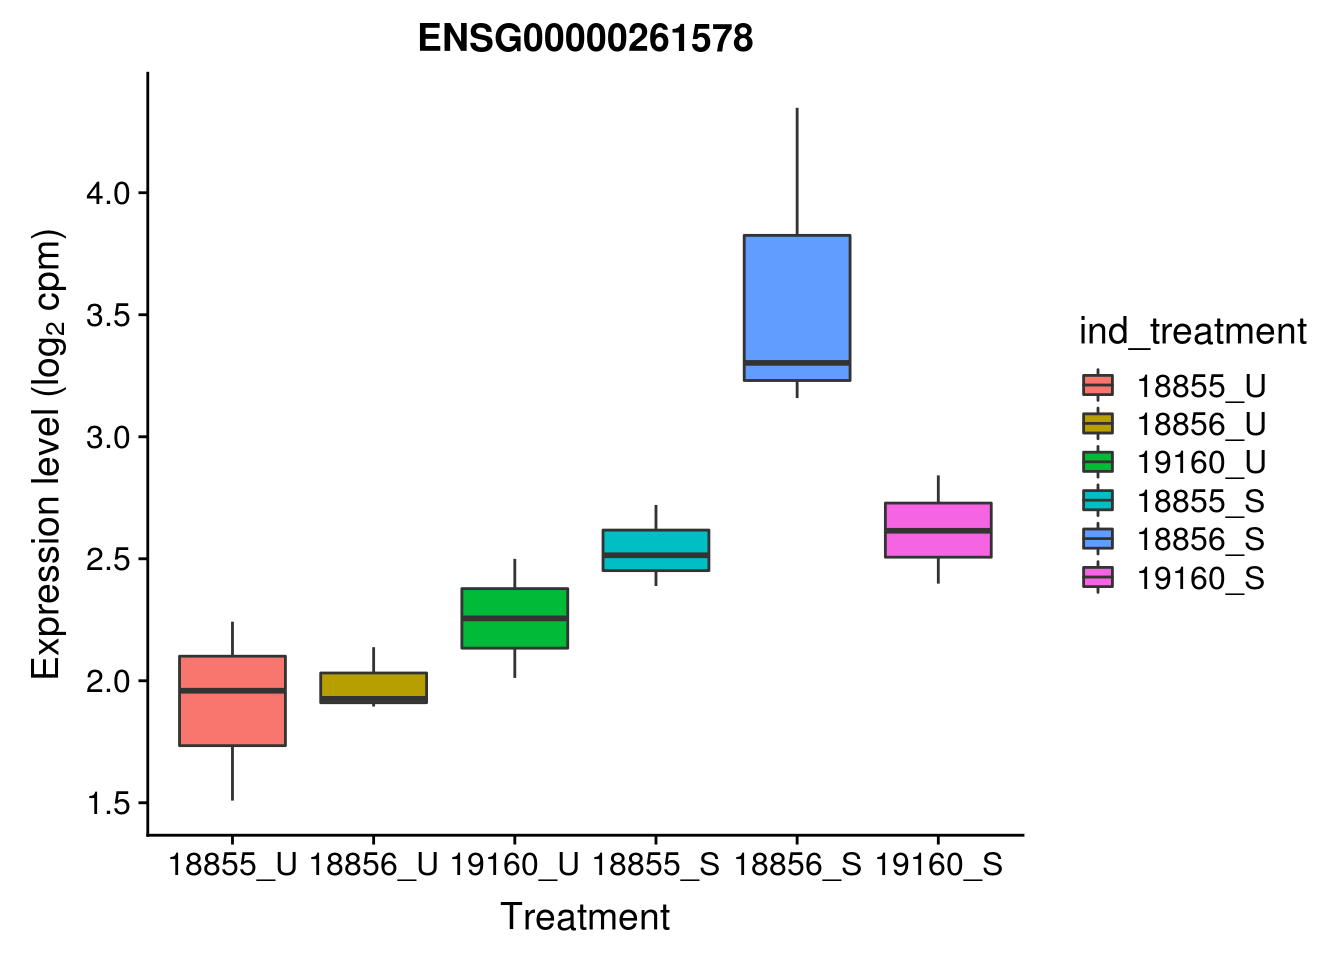 ENSG00000261578
Expression level (log₂ cpm)
4.0
3.5
3.0
2.5
2.0
1.5
18855_U 18856_U 19160_U 18855_S 18856_S 19160_S
Treatment
ind_treatment
18855_U
18856_U
19160_U
18855_S
18856_S
19160_S